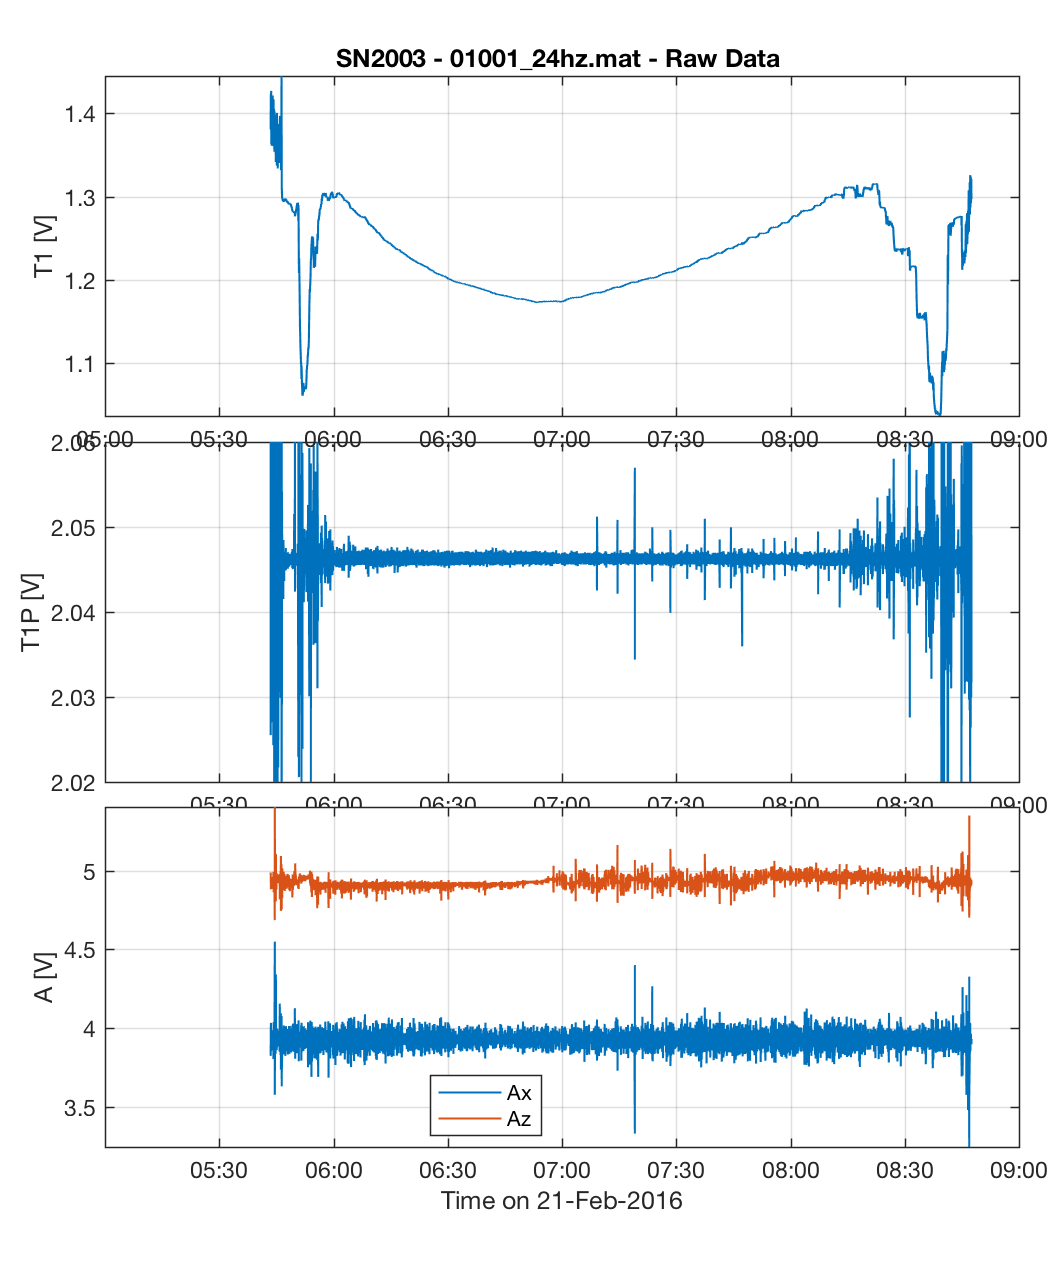 SN2003 - 01001_24hz.mat - Raw Data
1.4
1.3
1.2
1.1
T1 [V]
05:00 05:30 06:00 06:30 07:00 07:30 08:00 08:30 09:00
2.06
2.05
2.04
2.03
2.02
T1P [V]
05:30 06:00 06:30 07:00 07:30 08:00 08:30 09:00
5
4.5
4
3.5
A [V]
Ax
Az
05:30 06:00 06:30 07:00 07:30 08:00 08:30 09:00
Time on 21-Feb-2016